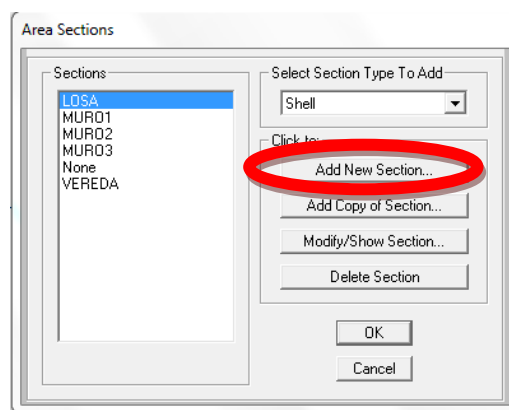 Area Sections
Sections
LOSA
MURO1
MURO2
MURO3
None
VEREDA
Select Section Type To Add
Shell
Click to:
Add New Section...
Add Copy of Section...
Modify/Show Section...
Delete Section
OK
Cancel